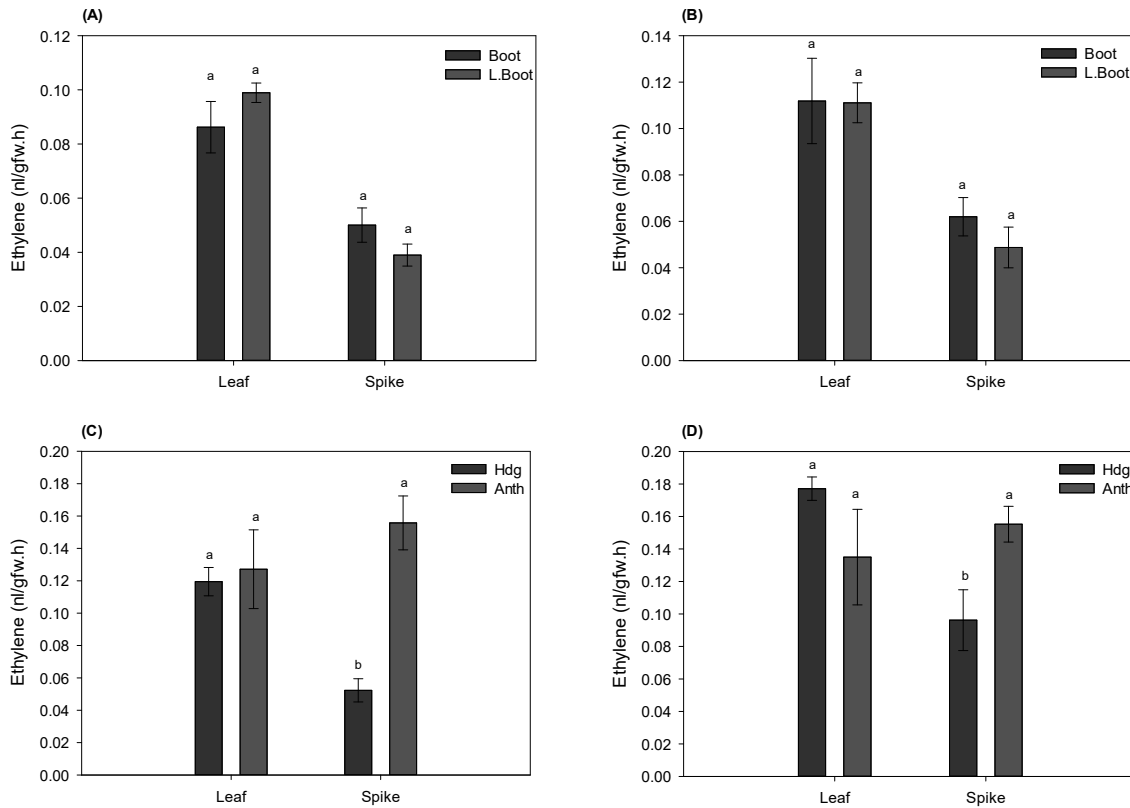 (A)
Ethylene (nl/gfw.h)
0.12
0.10
0.08
0.06
0.04
0.02
0.00
Boot
L.Boot
a
a
a
a
Leaf
Spike
(B)
Ethylene (nl/gfw.h)
0.14
0.12
0.10
0.08
0.06
0.04
0.02
0.00
Boot
L.Boot
a
a
a
a
Leaf
Spike
(C)
Ethylene (nl/gfw.h)
0.20
0.18
0.16
0.14
0.12
0.10
0.08
0.06
0.04
0.02
0.00
Hdg
Anth
a
a
b
a
Leaf
Spike
(D)
Ethylene (nl/gfw.h)
0.20
0.18
0.16
0.14
0.12
0.10
0.08
0.06
0.04
0.02
0.00
Hdg
Anth
a
a
b
a
Leaf
Spike